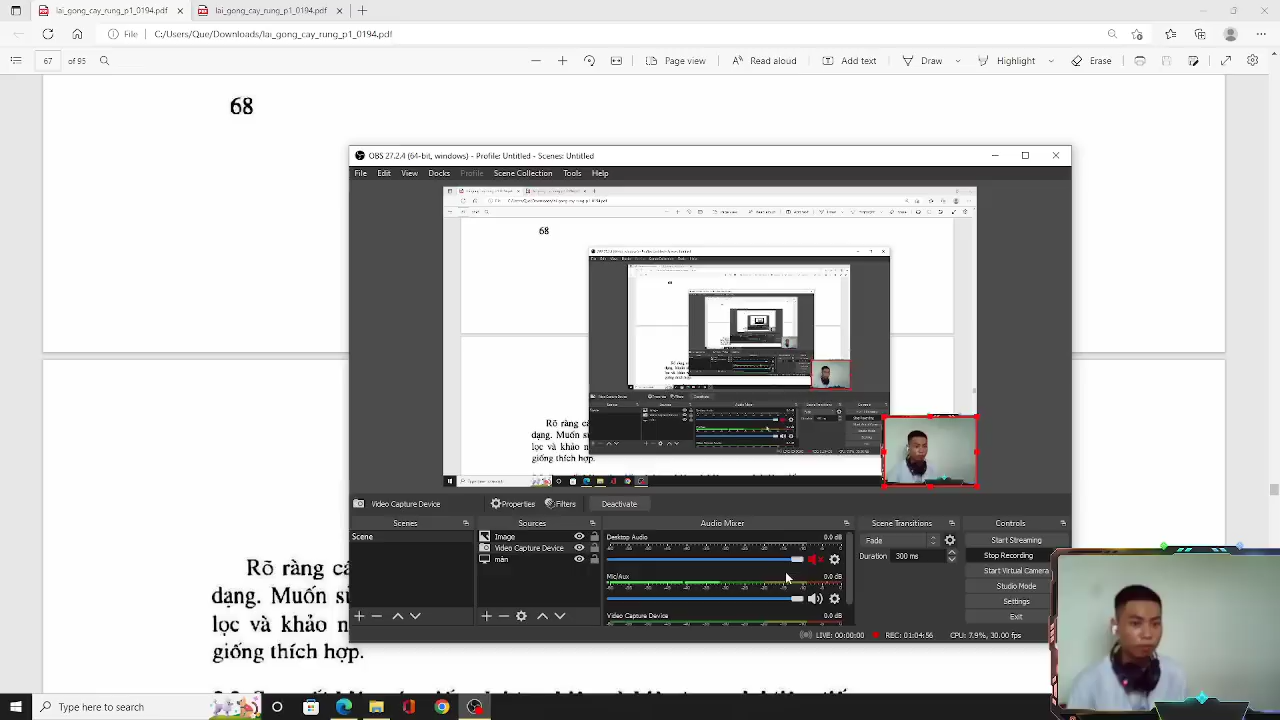 lai_gong_cay_rung_p1_0194.pdf
lai_gong_cay_rung_p1_0194.pdf
File C:/Users/Que/Downloads/lai_gong_cay_rung_p1_0194.pdf
67 of 95 Page view Read aloud Add text Draw Highlight Erase
68
OBS 27.2.4 (64-bit, windows) - Profile: Untitled - Scenes: Untitled
File Edit View Docks Profile Scene Collection Tools Help
68
Video Capture Device Properties Filters Deactivate
Scenes Sources Audio Mixer Scene Transitions Controls
Scene
Image
Video Capture Device
màn
Desktop Audio 0.0 dB
Mic/Aux 0.0 dB
Video Capture Device 0.0 dB
Fade
Duration 300 ms
Start Streaming
Stop Recording
Start Virtual Camera
Studio Mode
Settings
Exit
LIVE: 00:00:00 REC: 01:04:56 CPU: 7.9%, 30.00 fps
Rõ ràng cá
dạng. Muốn s
lọc và khảo n
giống thích hợp.
Type here to search